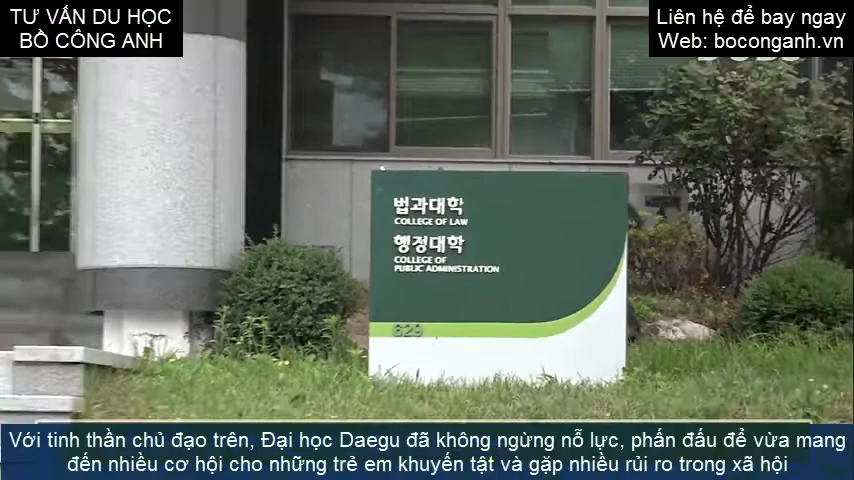 TƯ VẤN DU HỌC
BỒ CÔNG ANH
Liên hệ để bay ngay
Web: boconganh.vn
법과대학
COLLEGE OF LAW
행정대학
COLLEGE OF
PUBLIC ADMINISTRATION
629
Với tinh thần chủ đạo trên, Đại học Daegu đã không ngừng nỗ lực, phấn đấu để vừa mang
đến nhiều cơ hội cho những trẻ em khuyến tật và gặp nhiều rủi ro trong xã hội